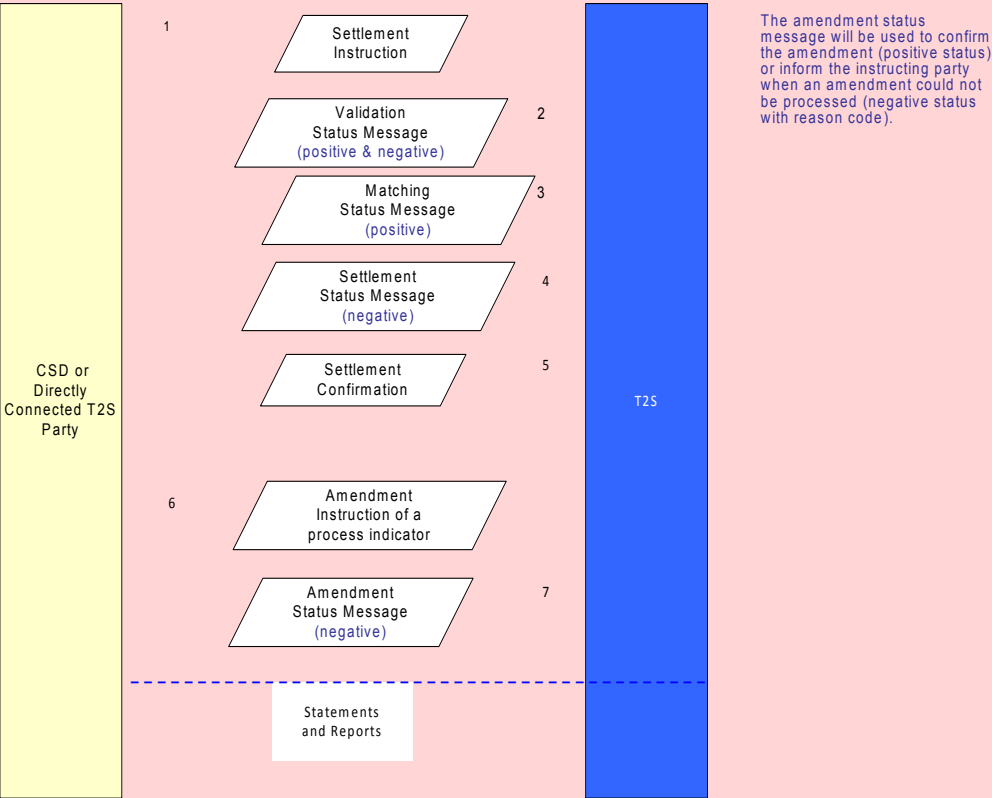 1
Settlement
Instruction
Validation
Status Message
(positive & negative)
2
Matching
Status Message
(positive)
3
Settlement
Status Message
(negative)
4
Settlement
Confirmation
5
CSD or
Directly
Connected T2S
Party
T2S
6
Amendment
Instruction of a
process indicator
Amendment
Status Message
(negative)
7
Statements
and Reports
The amendment status
message will be used to confirm
the amendment (positive status)
or inform the instructing party
when an amendment could not
be processed (negative status
with reason code).